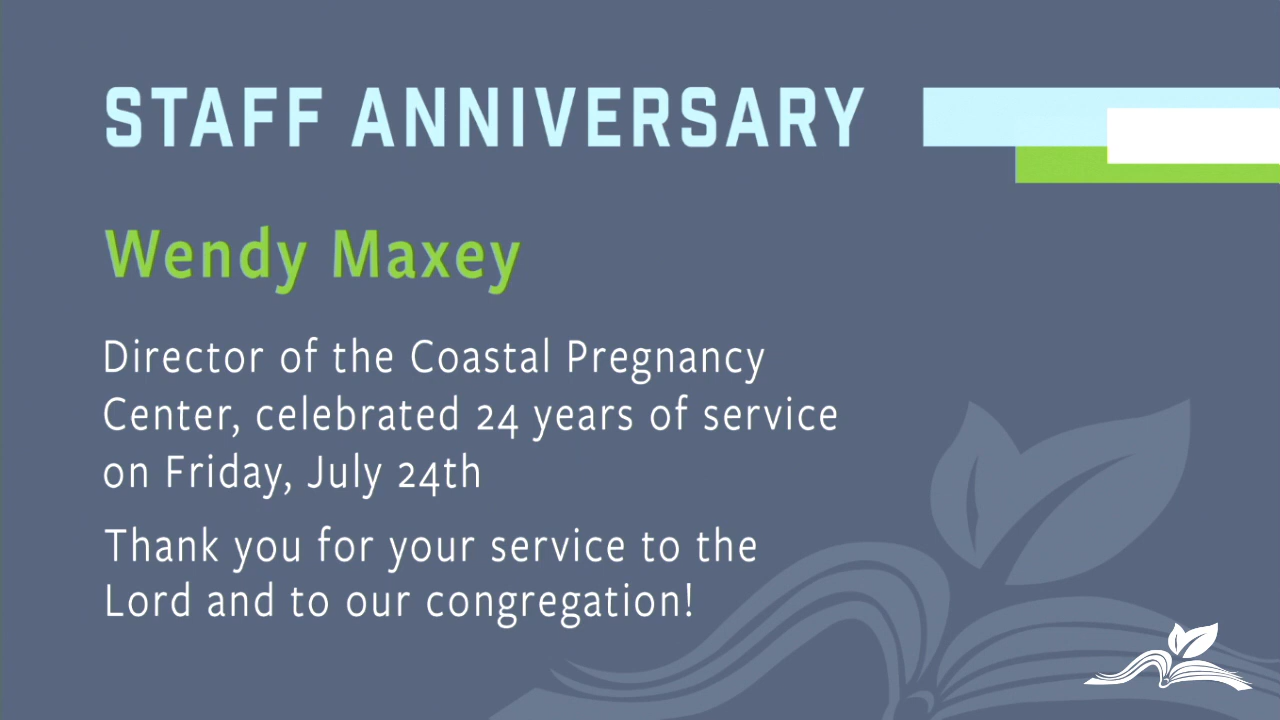 STAFF ANNIVERSARY
Wendy Maxey
Director of the Coastal Pregnancy
Center, celebrated 24 years of service
on Friday, July 24th
Thank you for your service to the
Lord and to our congregation!